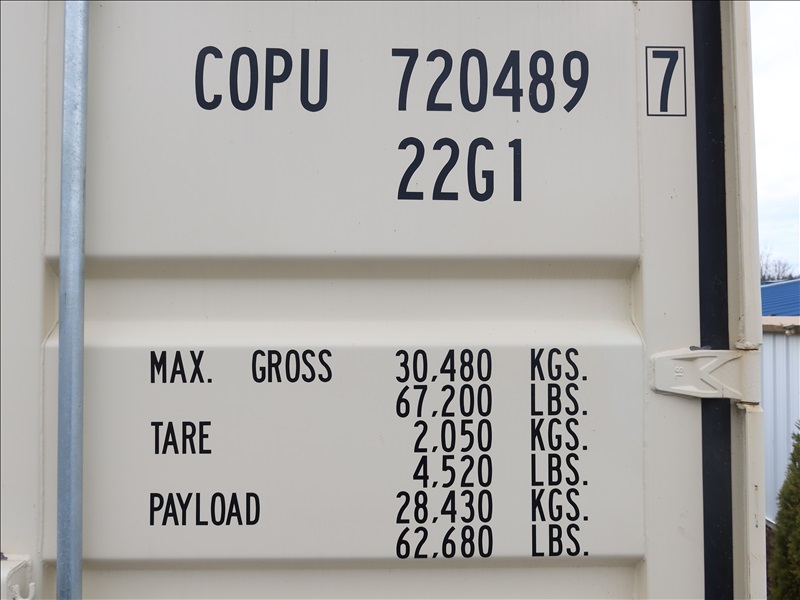 COPU 720489 7
22G1
MAX. GROSS 30,480 KGS.
67,200 LBS.
TARE 2,050 KGS.
4,520 LBS.
PAYLOAD 28,430 KGS.
62,680 LBS.